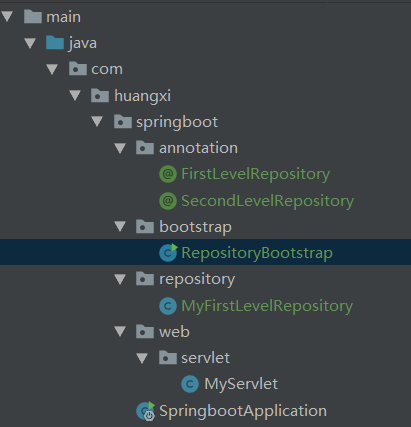 main
java
com
huangxi
springboot
annotation
FirstLevelRepository
SecondLevelRepository
bootstrap
RepositoryBootstrap
repository
MyFirstLevelRepository
web
servlet
MyServlet
SpringbootApplication